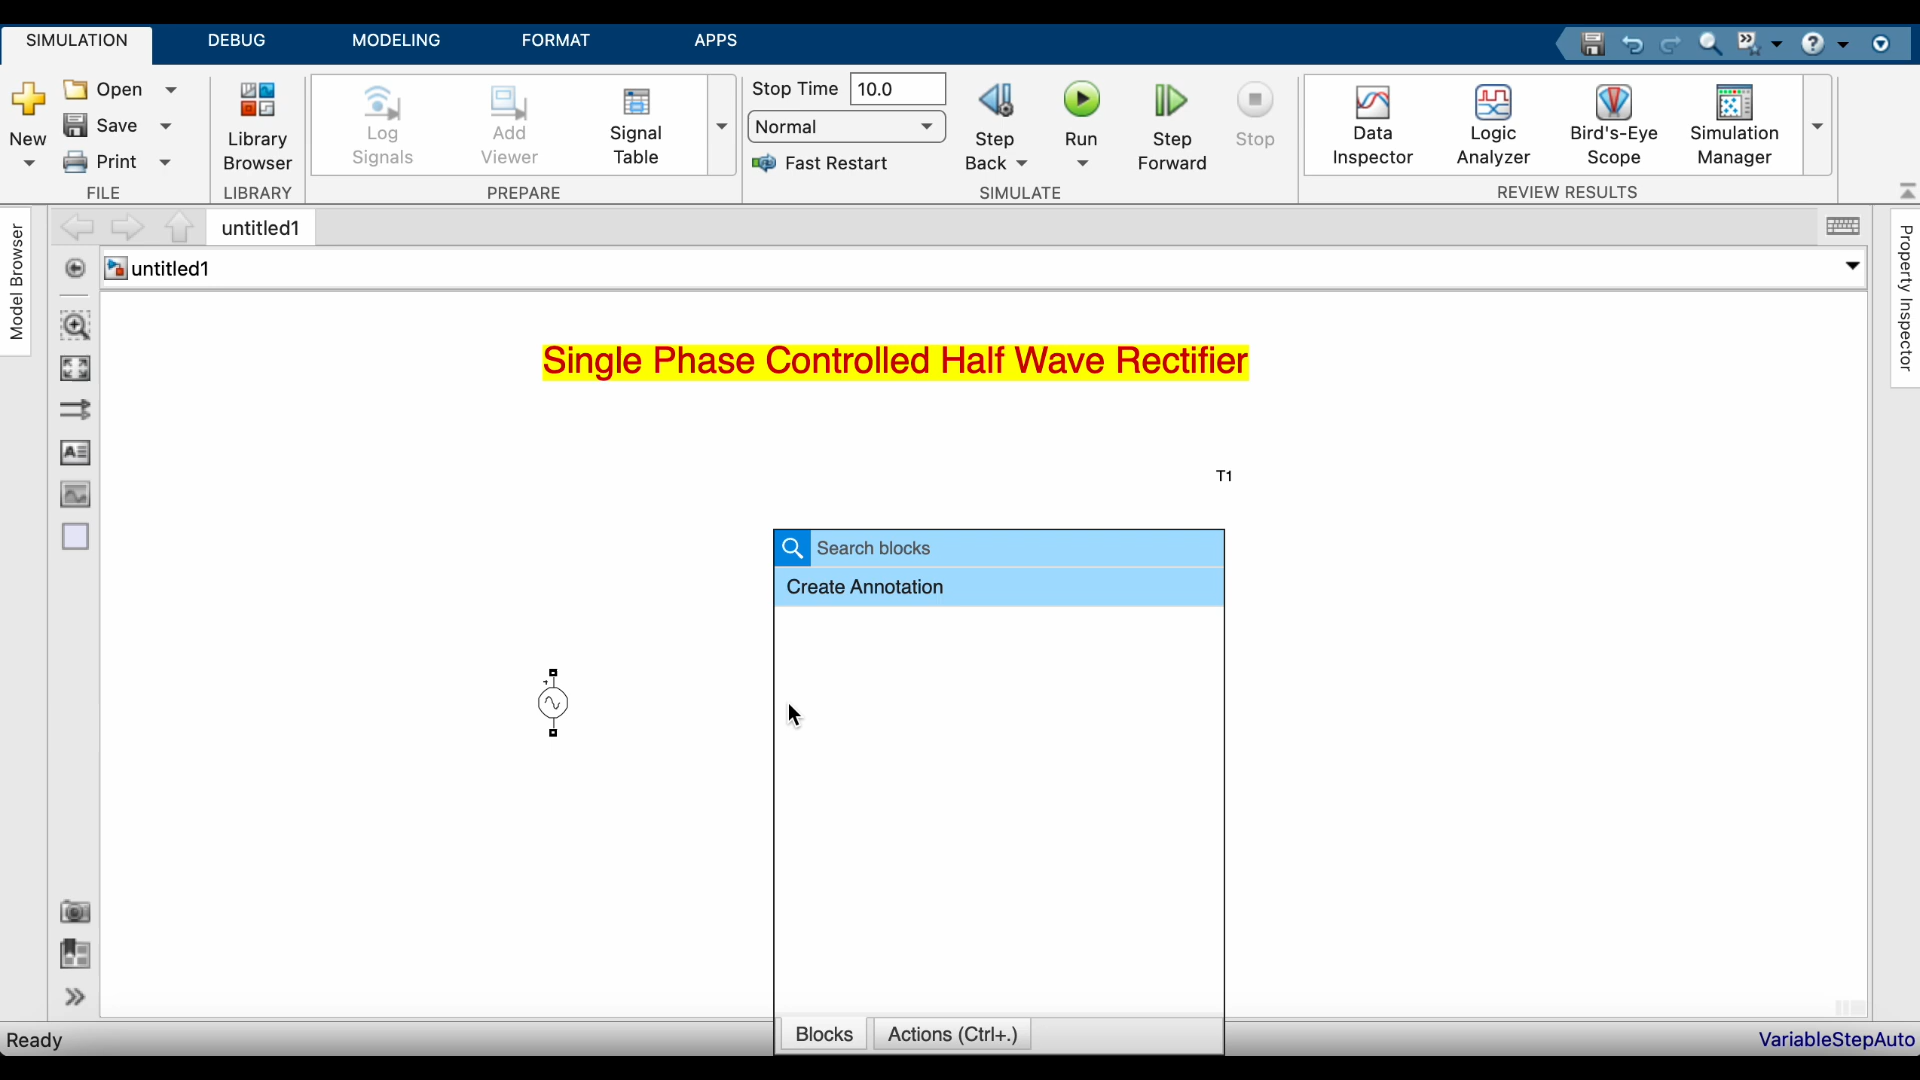 SIMULATION DEBUG MODELING FORMAT APPS
New
Open
Save
Print
FILE
Library
Browser
LIBRARY
Log
Signals
Add
Viewer
Signal
Table
PREPARE
Stop Time 10.0
Normal
Fast Restart
Step
Back
Run
Step
Forward
Stop
SIMULATE
Data
Inspector
Logic
Analyzer
Bird's-Eye
Scope
Simulation
Manager
REVIEW RESULTS
Model Browser
untitled1
untitled1
Property Inspector
Single Phase Controlled Half Wave Rectifier
T1
Search blocks
Create Annotation
Blocks Actions (Ctrl+.)
Ready
VariableStepAuto